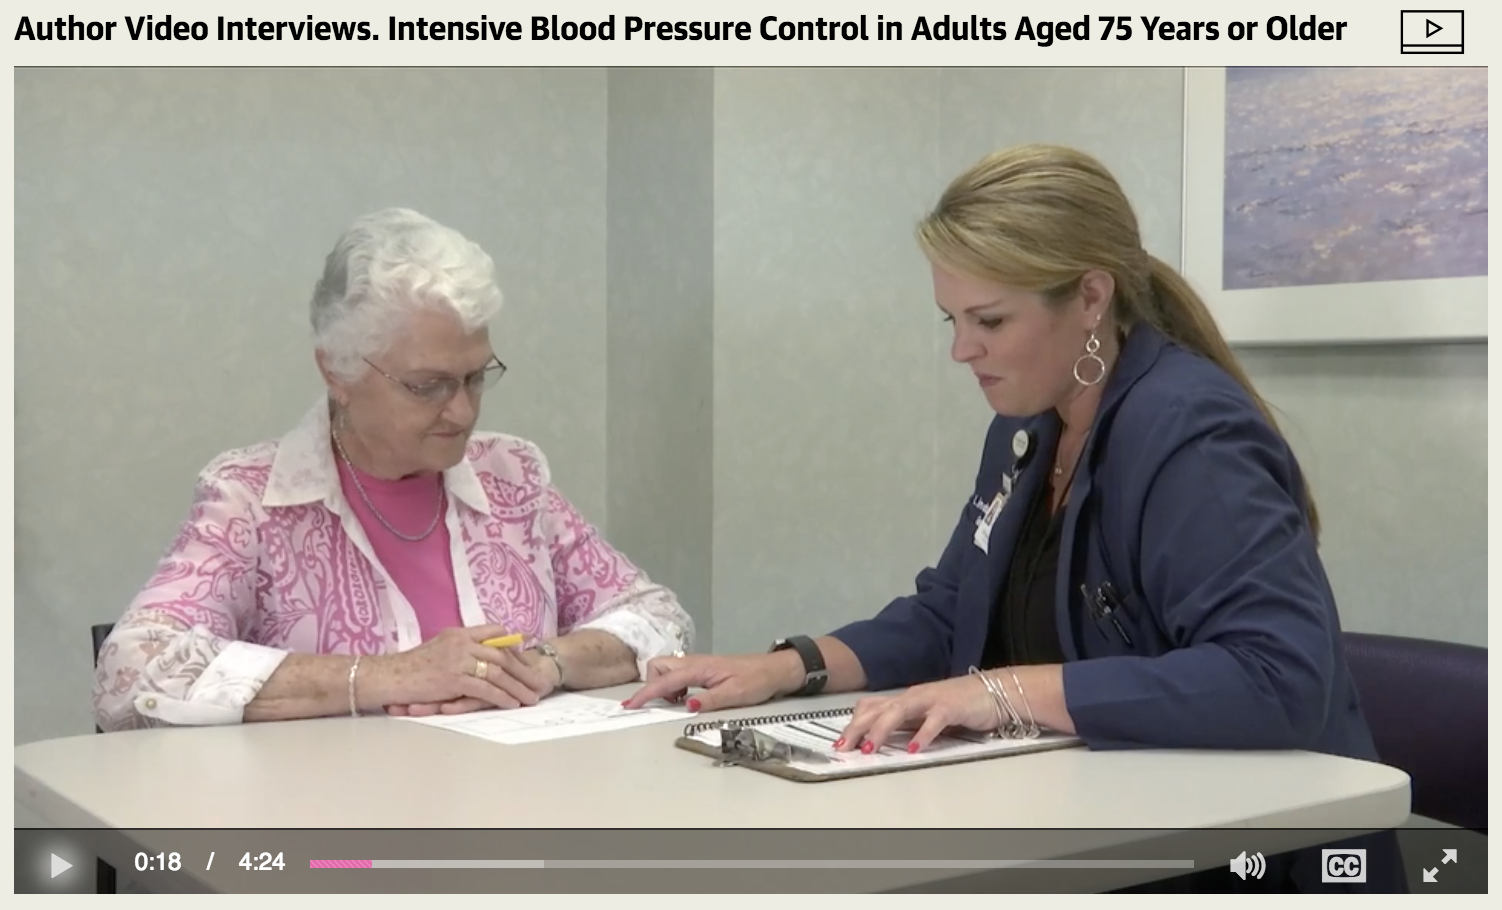 Author Video Interviews. Intensive Blood Pressure Control in Adults Aged 75 Years or Older
0:18 / 4:24
CC